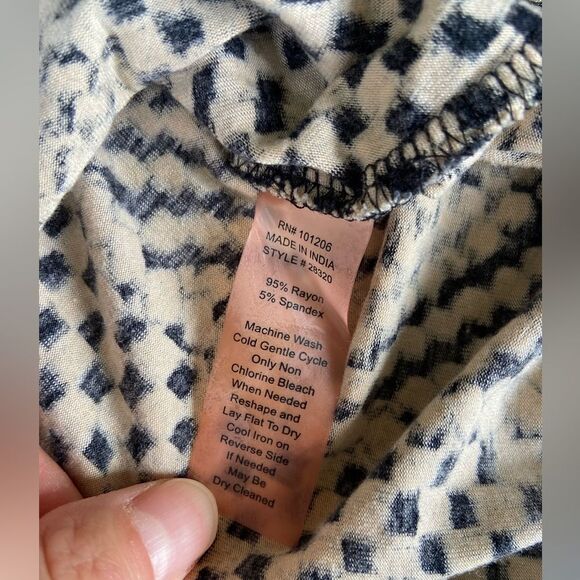 RN# 101206
MADE IN INDIA
STYLE # 28320
95% Rayon
5% Spandex
Machine Wash
Cold Gentle Cycle
Only Non
Chlorine Bleach
When Needed
Reshape and
Lay Flat To Dry
Cool Iron on
Reverse Side
If Needed
May Be
Dry Cleaned